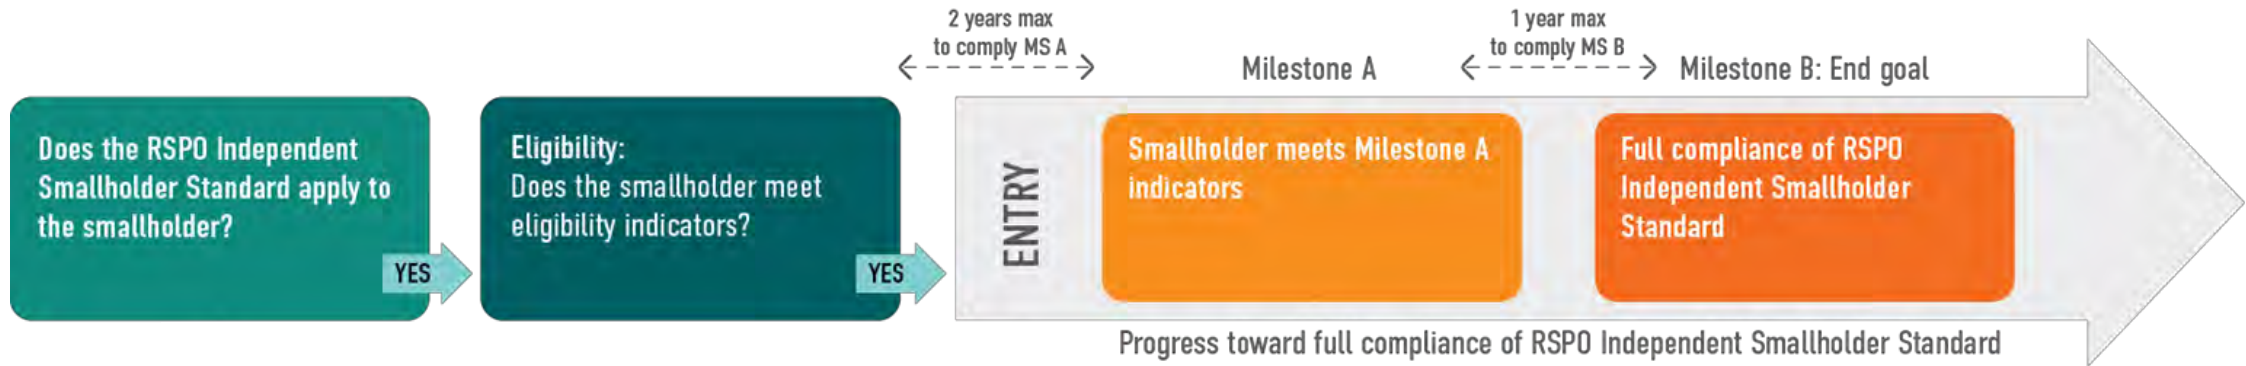 2 years max
to comply MS A
1 year max
to comply MS B
Milestone A
Milestone B: End goal
Does the RSPO Independent
Smallholder Standard apply to
the smallholder?
YES
Eligibility:
Does the smallholder meet
eligibility indicators?
YES
ENTRY
Smallholder meets Milestone A
indicators
Full compliance of RSPO
Independent Smallholder
Standard
Progress toward full compliance of RSPO Independent Smallholder Standard